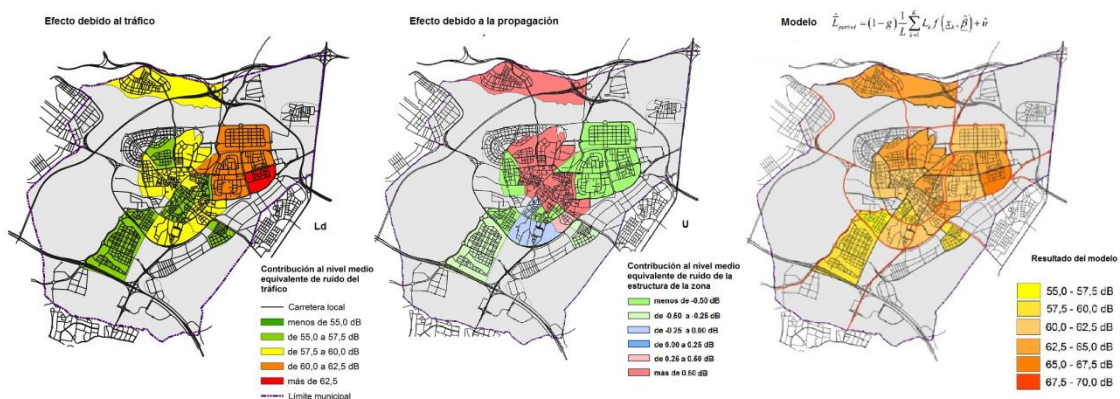 Efecto debido al tráfico
Ld
Contribución al nivel medio
equivalente de ruido del
tráfico
Carretera local
menos de 55,0 dB
de 55,0 a 57,5 dB
de 57,5 a 60,0 dB
de 60,0 a 62,5 dB
más de 62,5
Límite municipal
Efecto debido a la propagación
U
Contribución al nivel medio
equivalente de ruido de la
estructura de la zona
menos de -0.50 dB
de -0.50 a -0.25 dB
de -0.25 a 0.00 dB
de 0.00 a 0.25 dB
de 0.25 a 0.50 dB
más de 0.50 dB
Modelo
Resultado del modelo
55,0 - 57,5 dB
57,5 - 60,0 dB
60,0 - 62,5 dB
62,5 - 65,0 dB
65,0 - 67,5 dB
67,5 - 70,0 dB